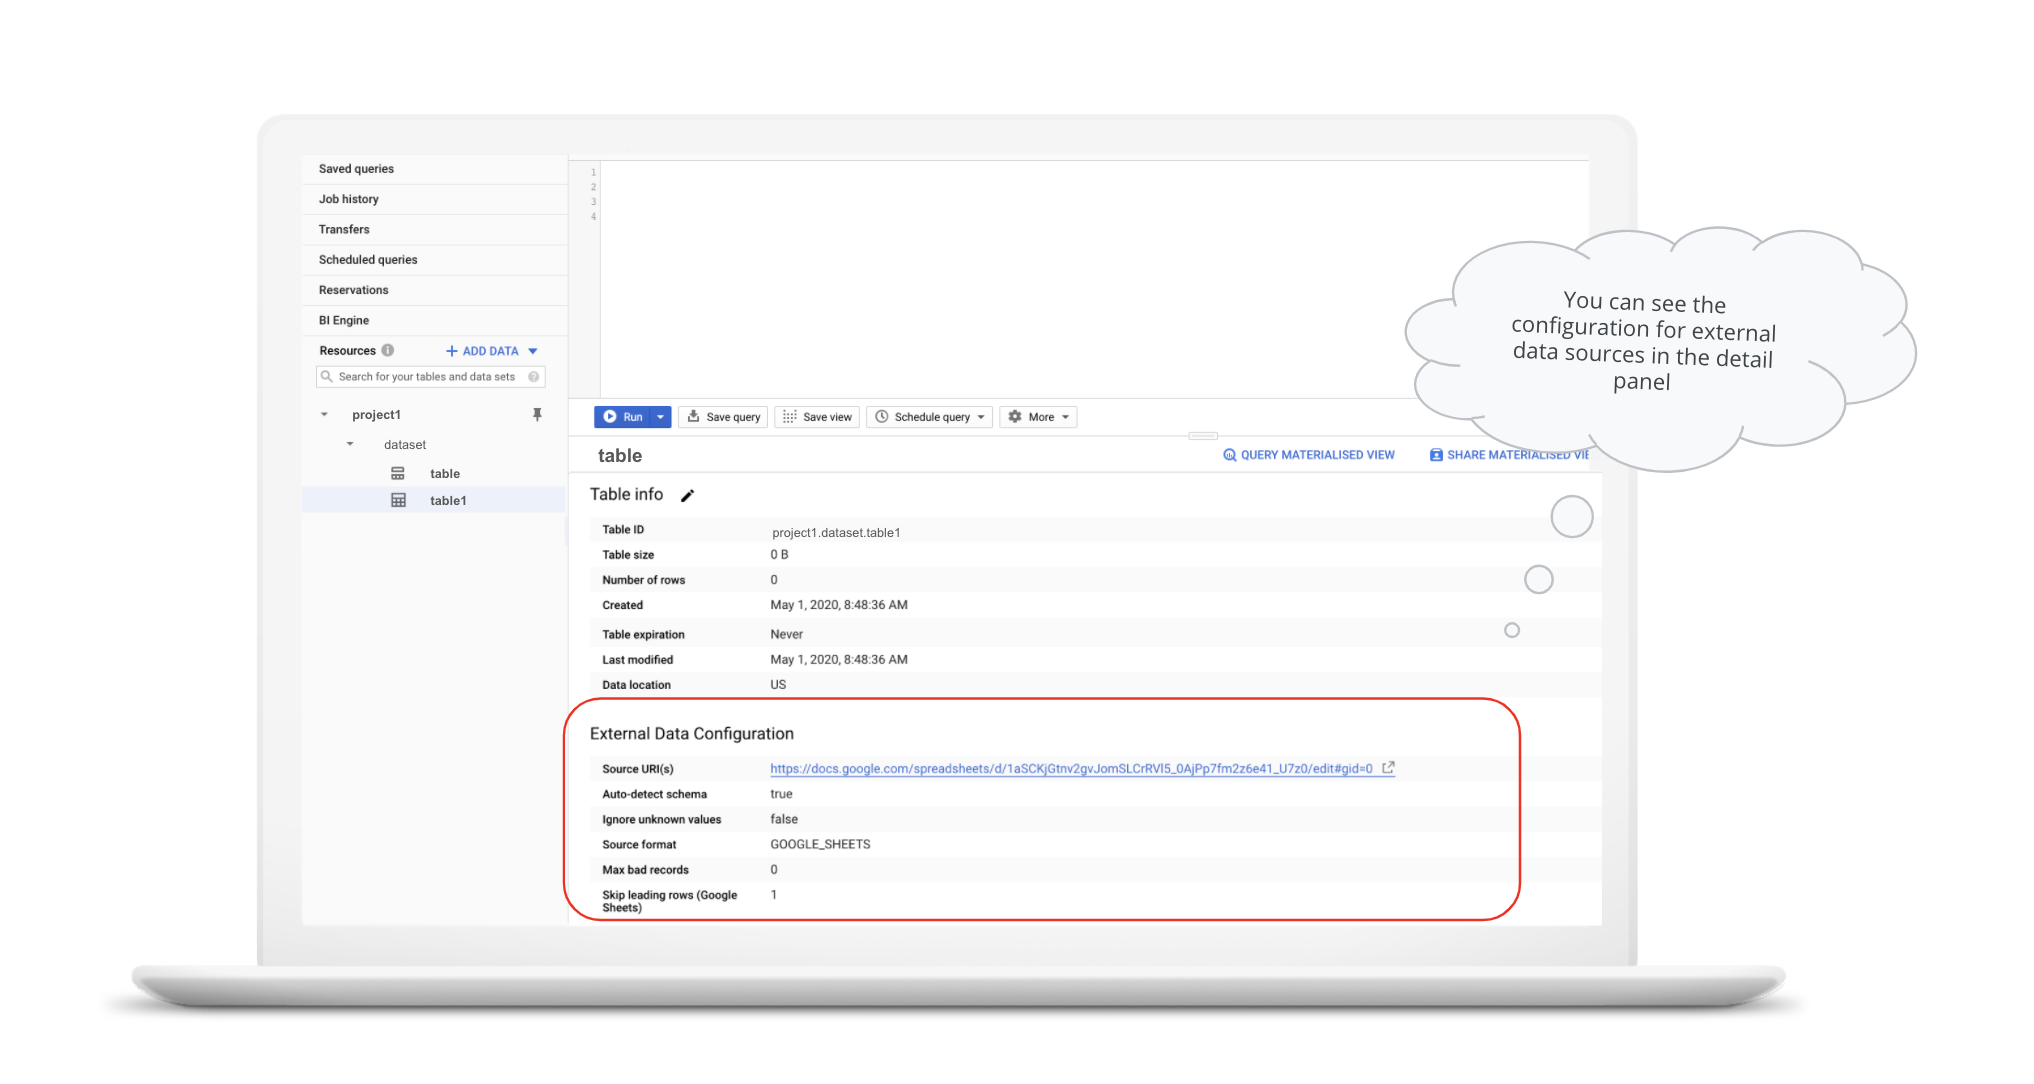 Saved queries
Job history
Transfers
Scheduled queries
Reservations
BI Engine
Resources
ADD DATA
Search for your tables and data sets
project1
dataset
table
table1
1
2
3
4
Run
Save query
Save view
Schedule query
More
table
QUERY MATERIALISED VIEW
SHARE MATERIALISED VIE
Table info
Table ID project1.dataset.table1
Table size 0 B
Number of rows 0
Created May 1, 2020, 8:48:36 AM
Table expiration Never
Last modified May 1, 2020, 8:48:36 AM
Data location US
External Data Configuration
Source URI(s) https://docs.google.com/spreadsheets/d/1aSCKjGtnv2gvJomSLCrRVl5_0AjPp7fm2z6e41_U7z0/edit#gid=0
Auto-detect schema true
Ignore unknown values false
Source format GOOGLE_SHEETS
Max bad records 0
Skip leading rows (Google 1
Sheets)
You can see the
configuration for external
data sources in the detail
panel